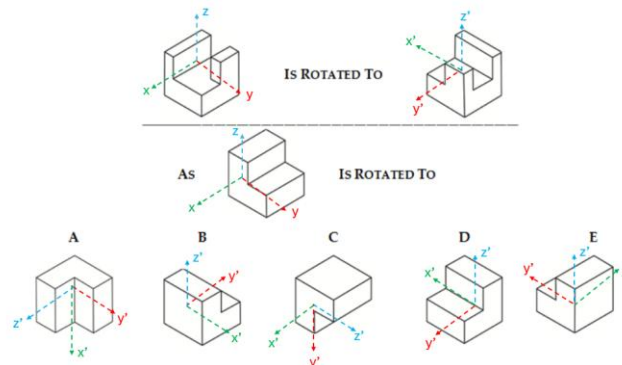 z
x
y
IS ROTATED TO
z'
x'
y'
AS
z
x
y
IS ROTATED TO
A
B
C
D
E
z'
y'
x'
z'
y'
x'
x'
z'
y'
z'
x'
y'
z'
y'